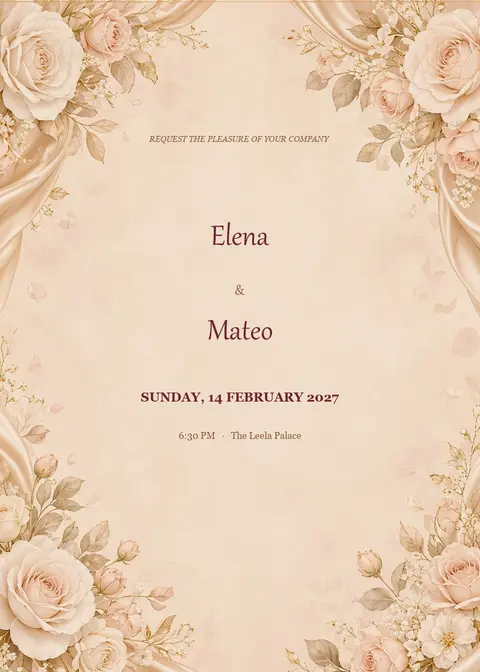 REQUEST THE PLEASURE OF YOUR COMPANY
Elena
&
Mateo
SUNDAY, 14 FEBRUARY 2027
6:30 PM · The Leela Palace